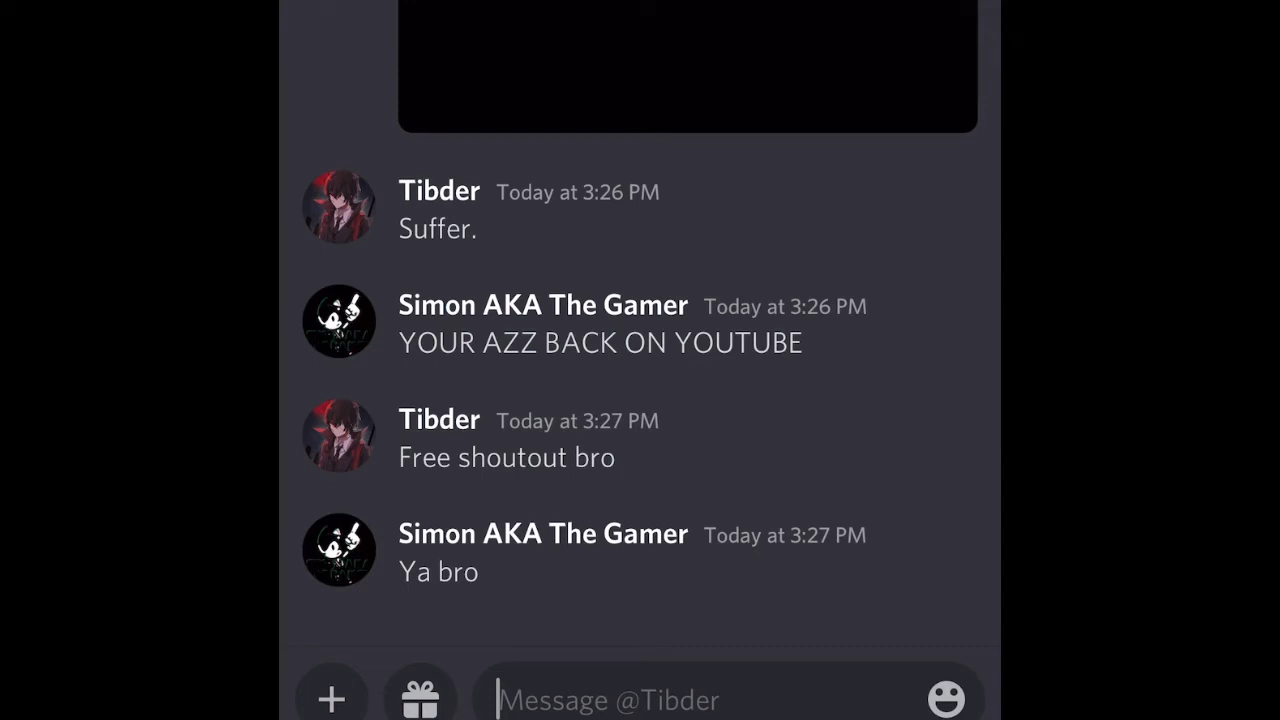 Tibder Today at 3:26 PM
Suffer.
Simon AKA The Gamer Today at 3:26 PM
YOUR AZZ BACK ON YOUTUBE
Tibder Today at 3:27 PM
Free shoutout bro
Simon AKA The Gamer Today at 3:27 PM
Ya bro
Message @Tibder